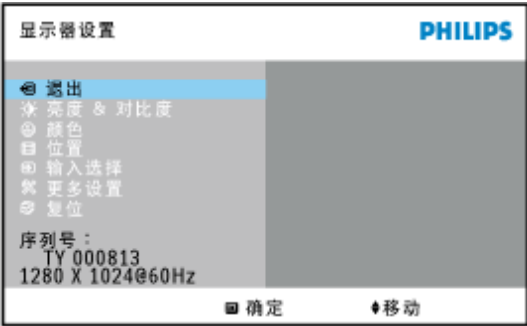 显示器设置
PHILIPS
退出
亮度 & 对比度
颜色
位置
输入选择
更多设置
复位
序列号：
TY 000813
1280 X 1024@60Hz
确定
移动